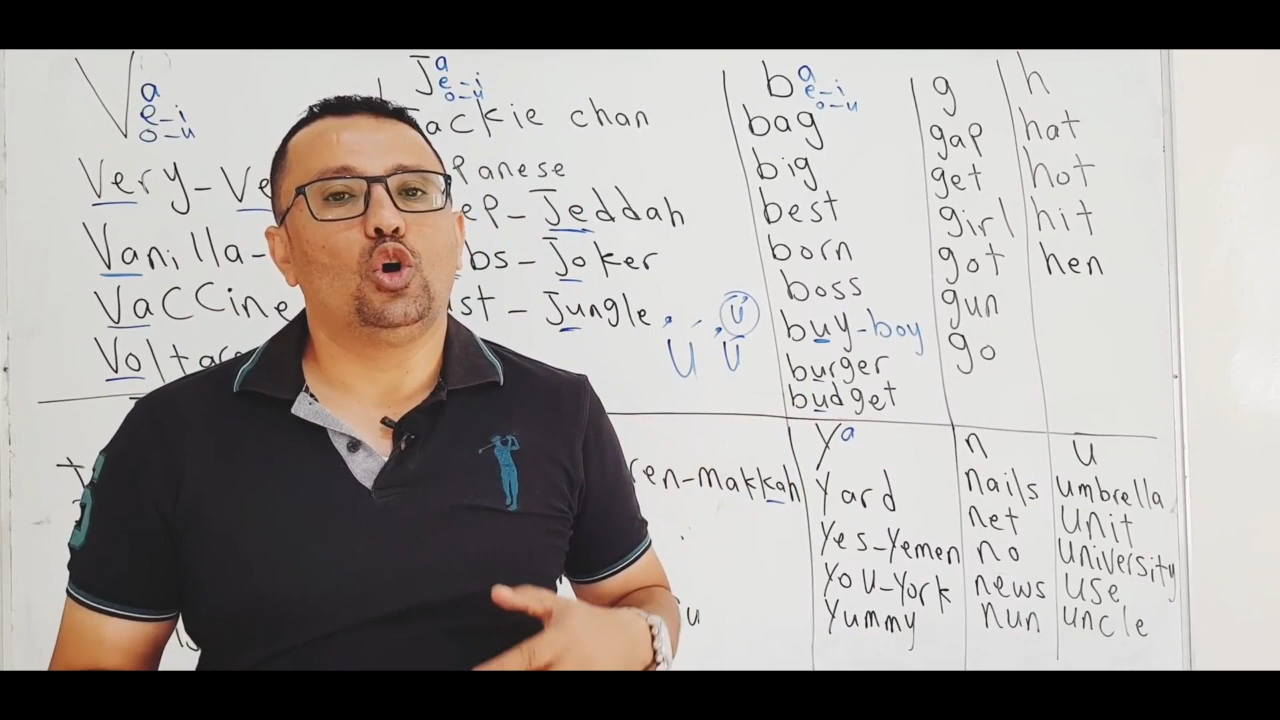 V a
e-i
o-u
Very-Ve
Vanilla-
VaCCine
Voltar
J a
e-i
o-u
Jackie chan
panese
ep-Jeddah
bs-Joker
st-Jungle
U Ú Ú
b a
e-i
o-u
bag
big
best
born
boss
buy-boy
burger
budget
g
gap
get
girl
got
gun
go
h
hat
hot
hit
hen
ren-makkah
u
Y a
Yard
Yes-Yemen
YoU-York
Yummy
n
nails
net
no
news
nun
u
umbrella
Unit
University
Use
uncle